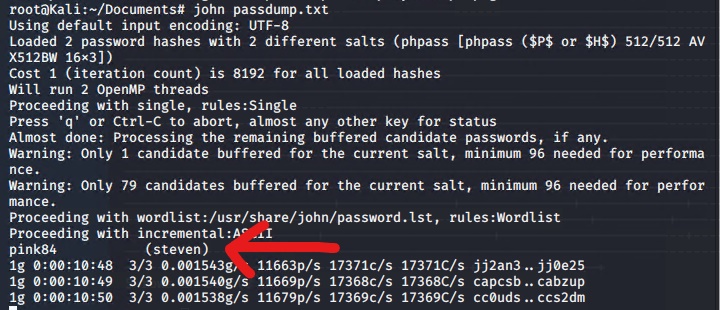 root@Kali:~/Documents# john passdump.txt
Using default input encoding: UTF-8
Loaded 2 password hashes with 2 different salts (phpass [phpass ($P$ or $H$) 512/512 AV
X512BW 16×3])
Cost 1 (iteration count) is 8192 for all loaded hashes
Will run 2 OpenMP threads
Proceeding with single, rules:Single
Press 'q' or Ctrl-C to abort, almost any other key for status
Almost done: Processing the remaining buffered candidate passwords, if any.
Warning: Only 1 candidate buffered for the current salt, minimum 96 needed for performa
nce.
Warning: Only 79 candidates buffered for the current salt, minimum 96 needed for perfor
mance.
Proceeding with wordlist:/usr/share/john/password.lst, rules:Wordlist
Proceeding with incremental:ASCII
pink84           (steven)
1g 0:00:10:48  3/3 0.001543g/s 11663p/s 17371c/s 17371C/s jj2an3..jj0e25
1g 0:00:10:49  3/3 0.001540g/s 11669p/s 17368c/s 17368C/s capcsb..cabzup
1g 0:00:10:50  3/3 0.001538g/s 11679p/s 17369c/s 17369C/s cc0uds..ccs2dm